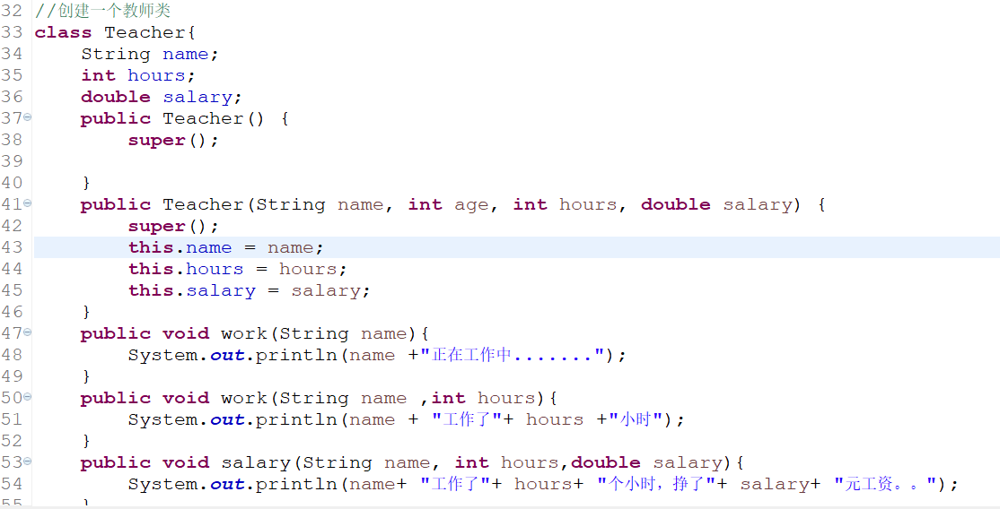 32 //创建一个教师类
33 class Teacher{
34     String name;
35     int hours;
36     double salary;
37     public Teacher() {
38         super();
39
40     }
41     public Teacher(String name, int age, int hours, double salary) {
42         super();
43         this.name = name;
44         this.hours = hours;
45         this.salary = salary;
46     }
47     public void work(String name){
48         System.out.println(name +"正在工作中.......");
49     }
50     public void work(String name ,int hours){
51         System.out.println(name + "工作了"+ hours +"小时");
52     }
53     public void salary(String name, int hours,double salary){
54         System.out.println(name+ "工作了"+ hours+ "个小时，挣了"+ salary+ "元工资。。");
55     }